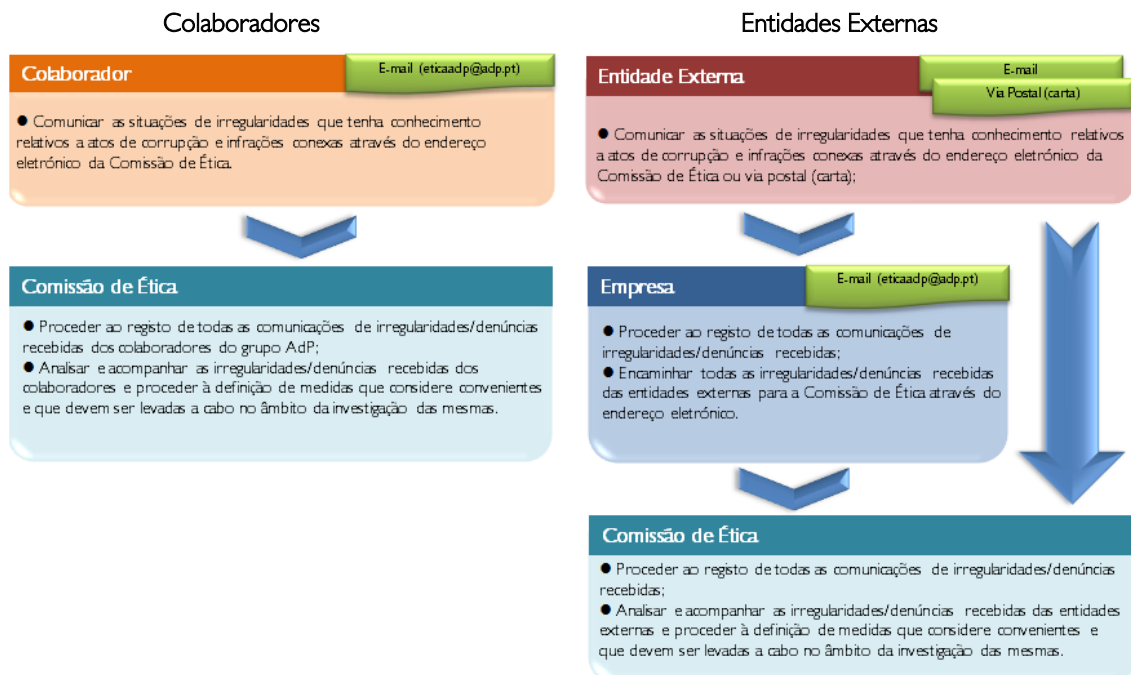 Colaboradores
Colaborador
E-mail (eticaadp@adp.pt)
● Comunicar as situações de irregularidades que tenha conhecimento
relativos a atos de corrupção e infrações conexas através do endereço
eletrónico da Comissão de Ética.
Comissão de Ética
● Proceder ao registo de todas as comunicações de irregularidades/denúncias
recebidas dos colaboradores do grupo AdP;
● Analisar e acompanhar as irregularidades/denúncias recebidas dos
colaboradores e proceder à definição de medidas que considere convenientes
e que devem ser levadas a cabo no âmbito da investigação das mesmas.
Entidades Externas
Entidade Externa
E-mail
Via Postal (carta)
● Comunicar as situações de irregularidades que tenha conhecimento relativos
a atos de corrupção e infrações conexas através do endereço eletrónico da
Comissão de Ética ou via postal (carta);
Empresa
E-mail (eticaadp@adp.pt)
● Proceder ao registo de todas as comunicações de
irregularidades/denúncias recebidas;
● Encaminhar todas as irregularidades/denúncias recebidas
das entidades externas para a Comissão de Ética através do
endereço eletrónico.
Comissão de Ética
● Proceder ao registo de todas as comunicações de irregularidades/denúncias
recebidas;
● Analisar e acompanhar as irregularidades/denúncias recebidas das entidades
externas e proceder à definição de medidas que considere convenientes e
que devem ser levadas a cabo no âmbito da investigação das mesmas.